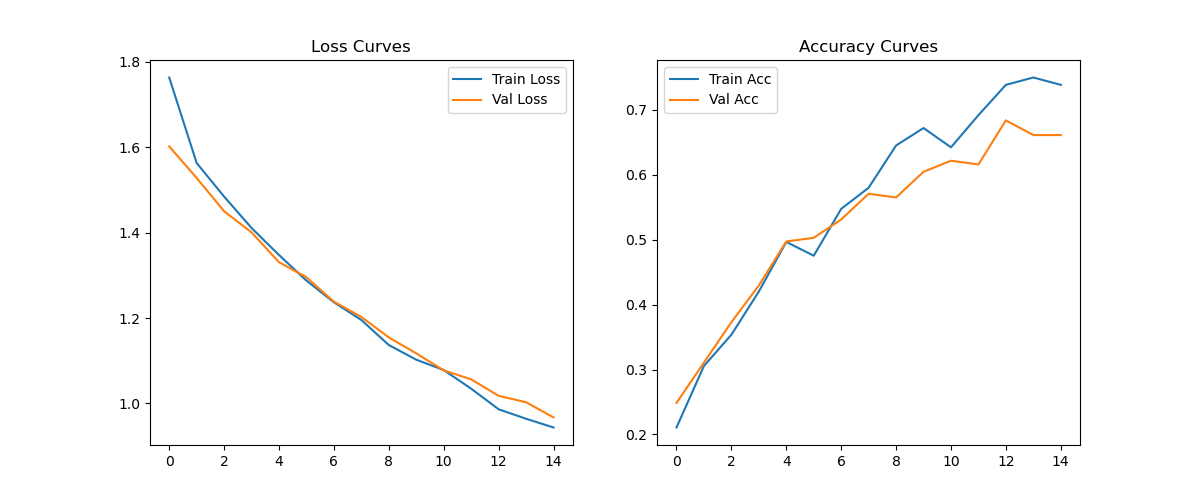 Loss Curves
1.8
1.6
1.4
1.2
1.0
Train Loss
Val Loss
0 2 4 6 8 10 12 14
Accuracy Curves
0.7
0.6
0.5
0.4
0.3
0.2
Train Acc
Val Acc
0 2 4 6 8 10 12 14